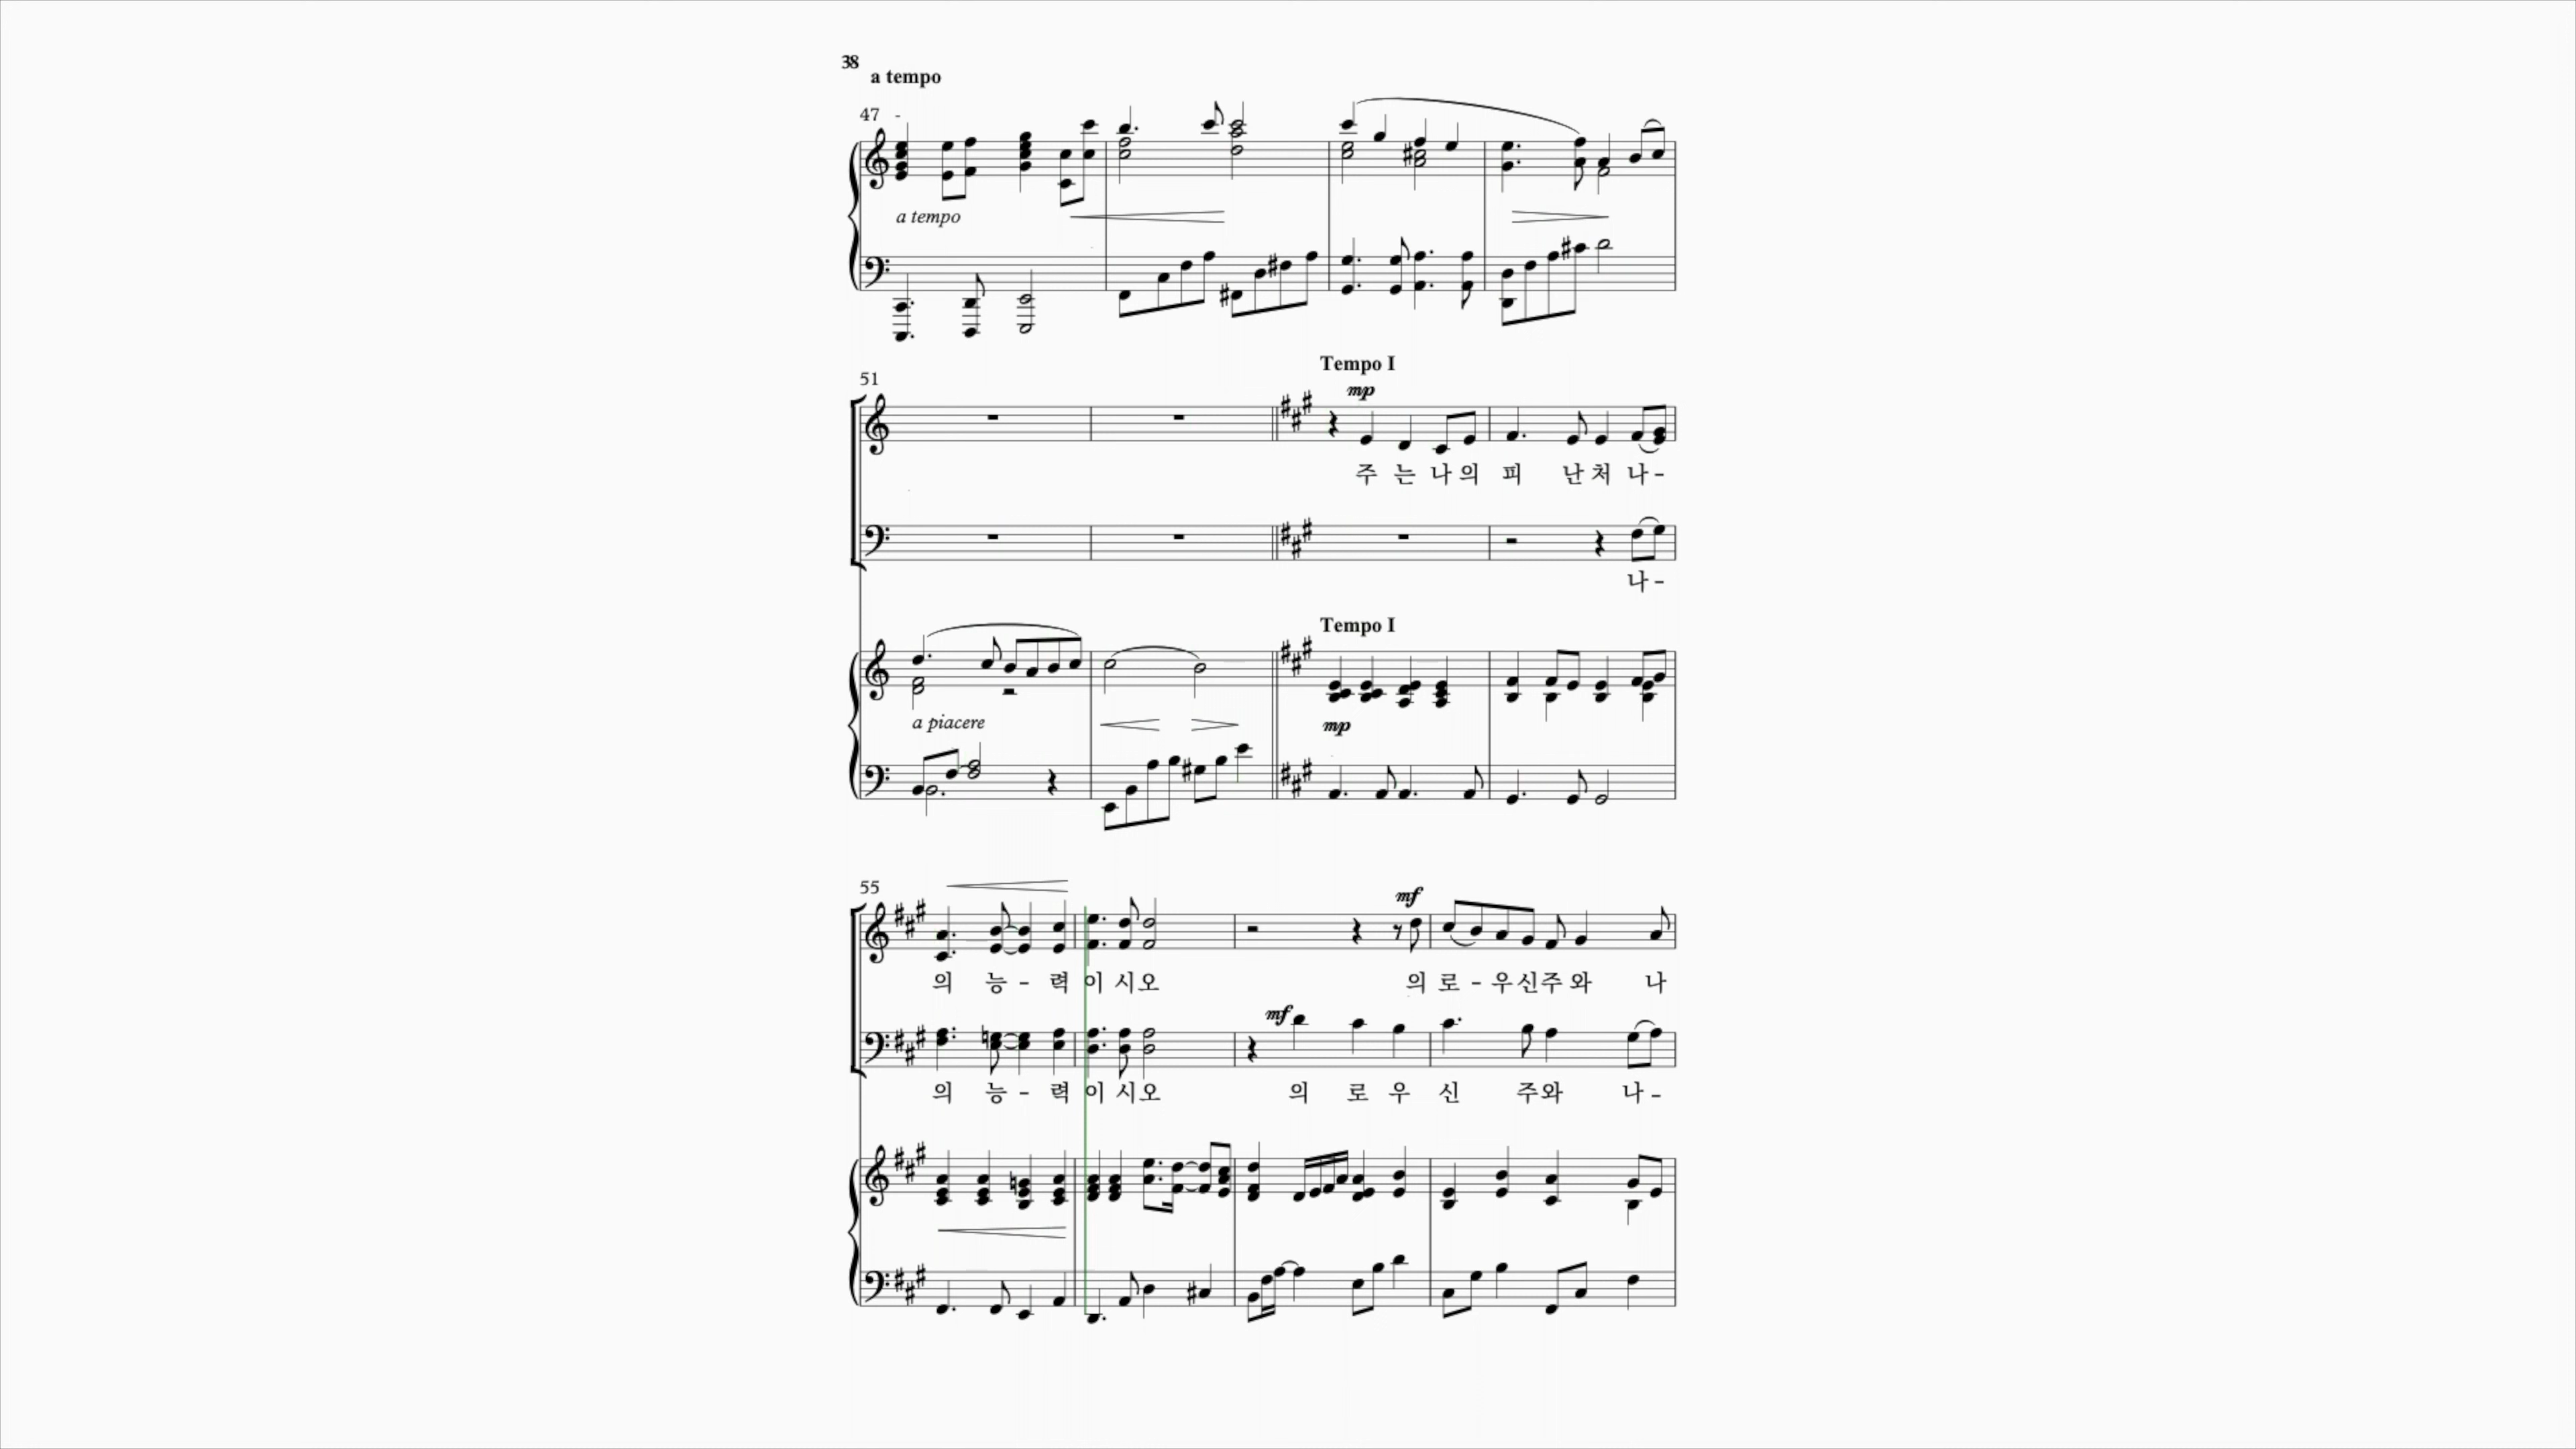 38
a tempo
47 -
a tempo
51
Tempo I
mp
주 는 나 의 피 난 처 나 -
나 -
Tempo I
a piacere
mp
55
mf
의 능 - 력 이 시 오 의 로 - 우 신 주 와 나
mf
의 능 - 력 이 시 오 의 로 우 신 주 와 나 -